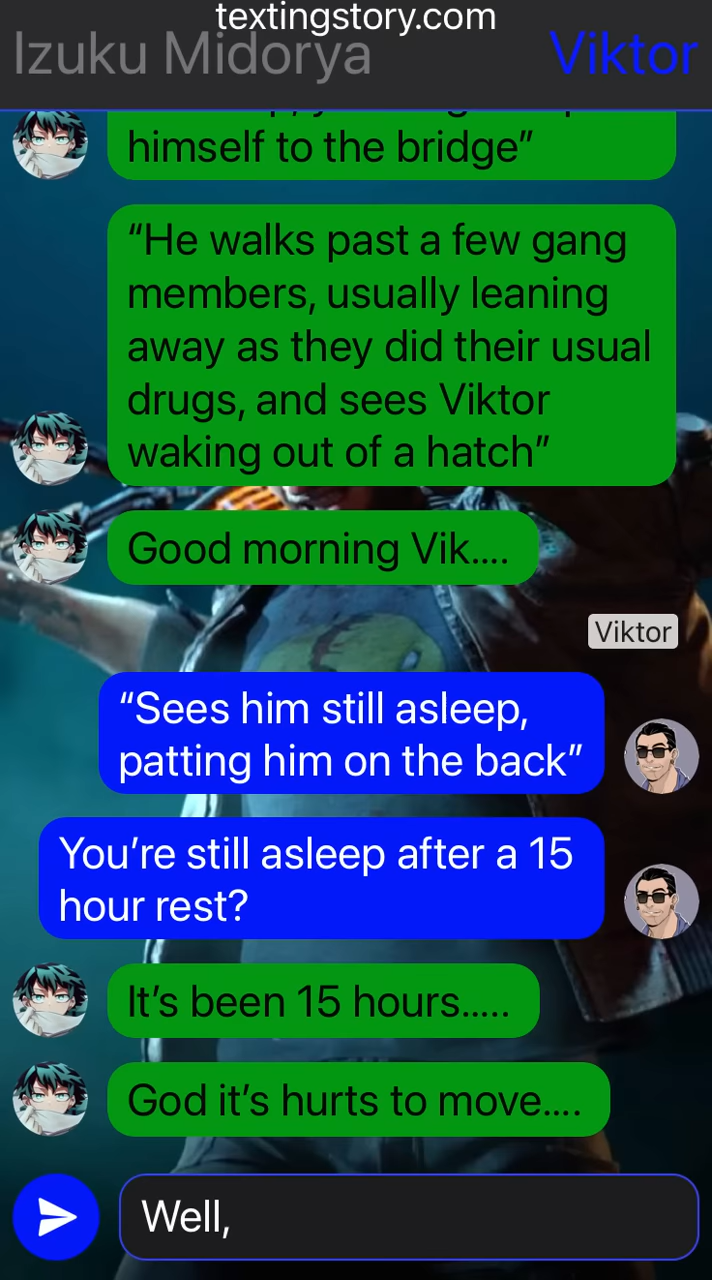 textingstory.com
Izuku Midorya
Viktor
himself to the bridge”
“He walks past a few gang
members, usually leaning
away as they did their usual
drugs, and sees Viktor
waking out of a hatch”
Good morning Vik....
Viktor
“Sees him still asleep,
patting him on the back”
You’re still asleep after a 15
hour rest?
It’s been 15 hours.....
God it’s hurts to move....
Well,